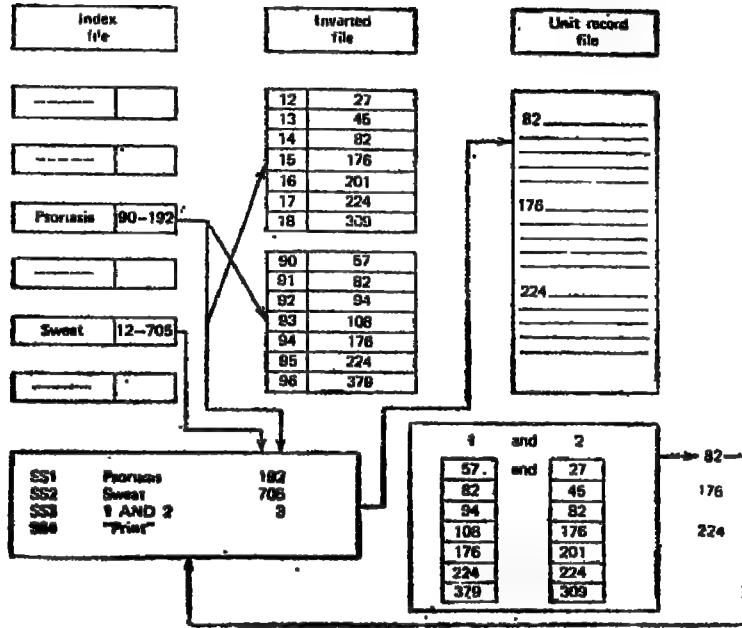 Index file
Invarted file
Unit record file
12 27
13 45
14 82
15 176
16 201
17 224
18 309
Psoriasis 90–192
90 57
91 82
92 94
93 108
94 176
95 224
96 379
Sweat 12–705
82
176
224
SS1 Psoriasis 192
SS2 Sweat 706
SS3 1 AND 2 3
SS4 "Print"
1 and 2
57. and 27
82 45
94 82
108 176
176 201
224 224
379 309
82
176
224